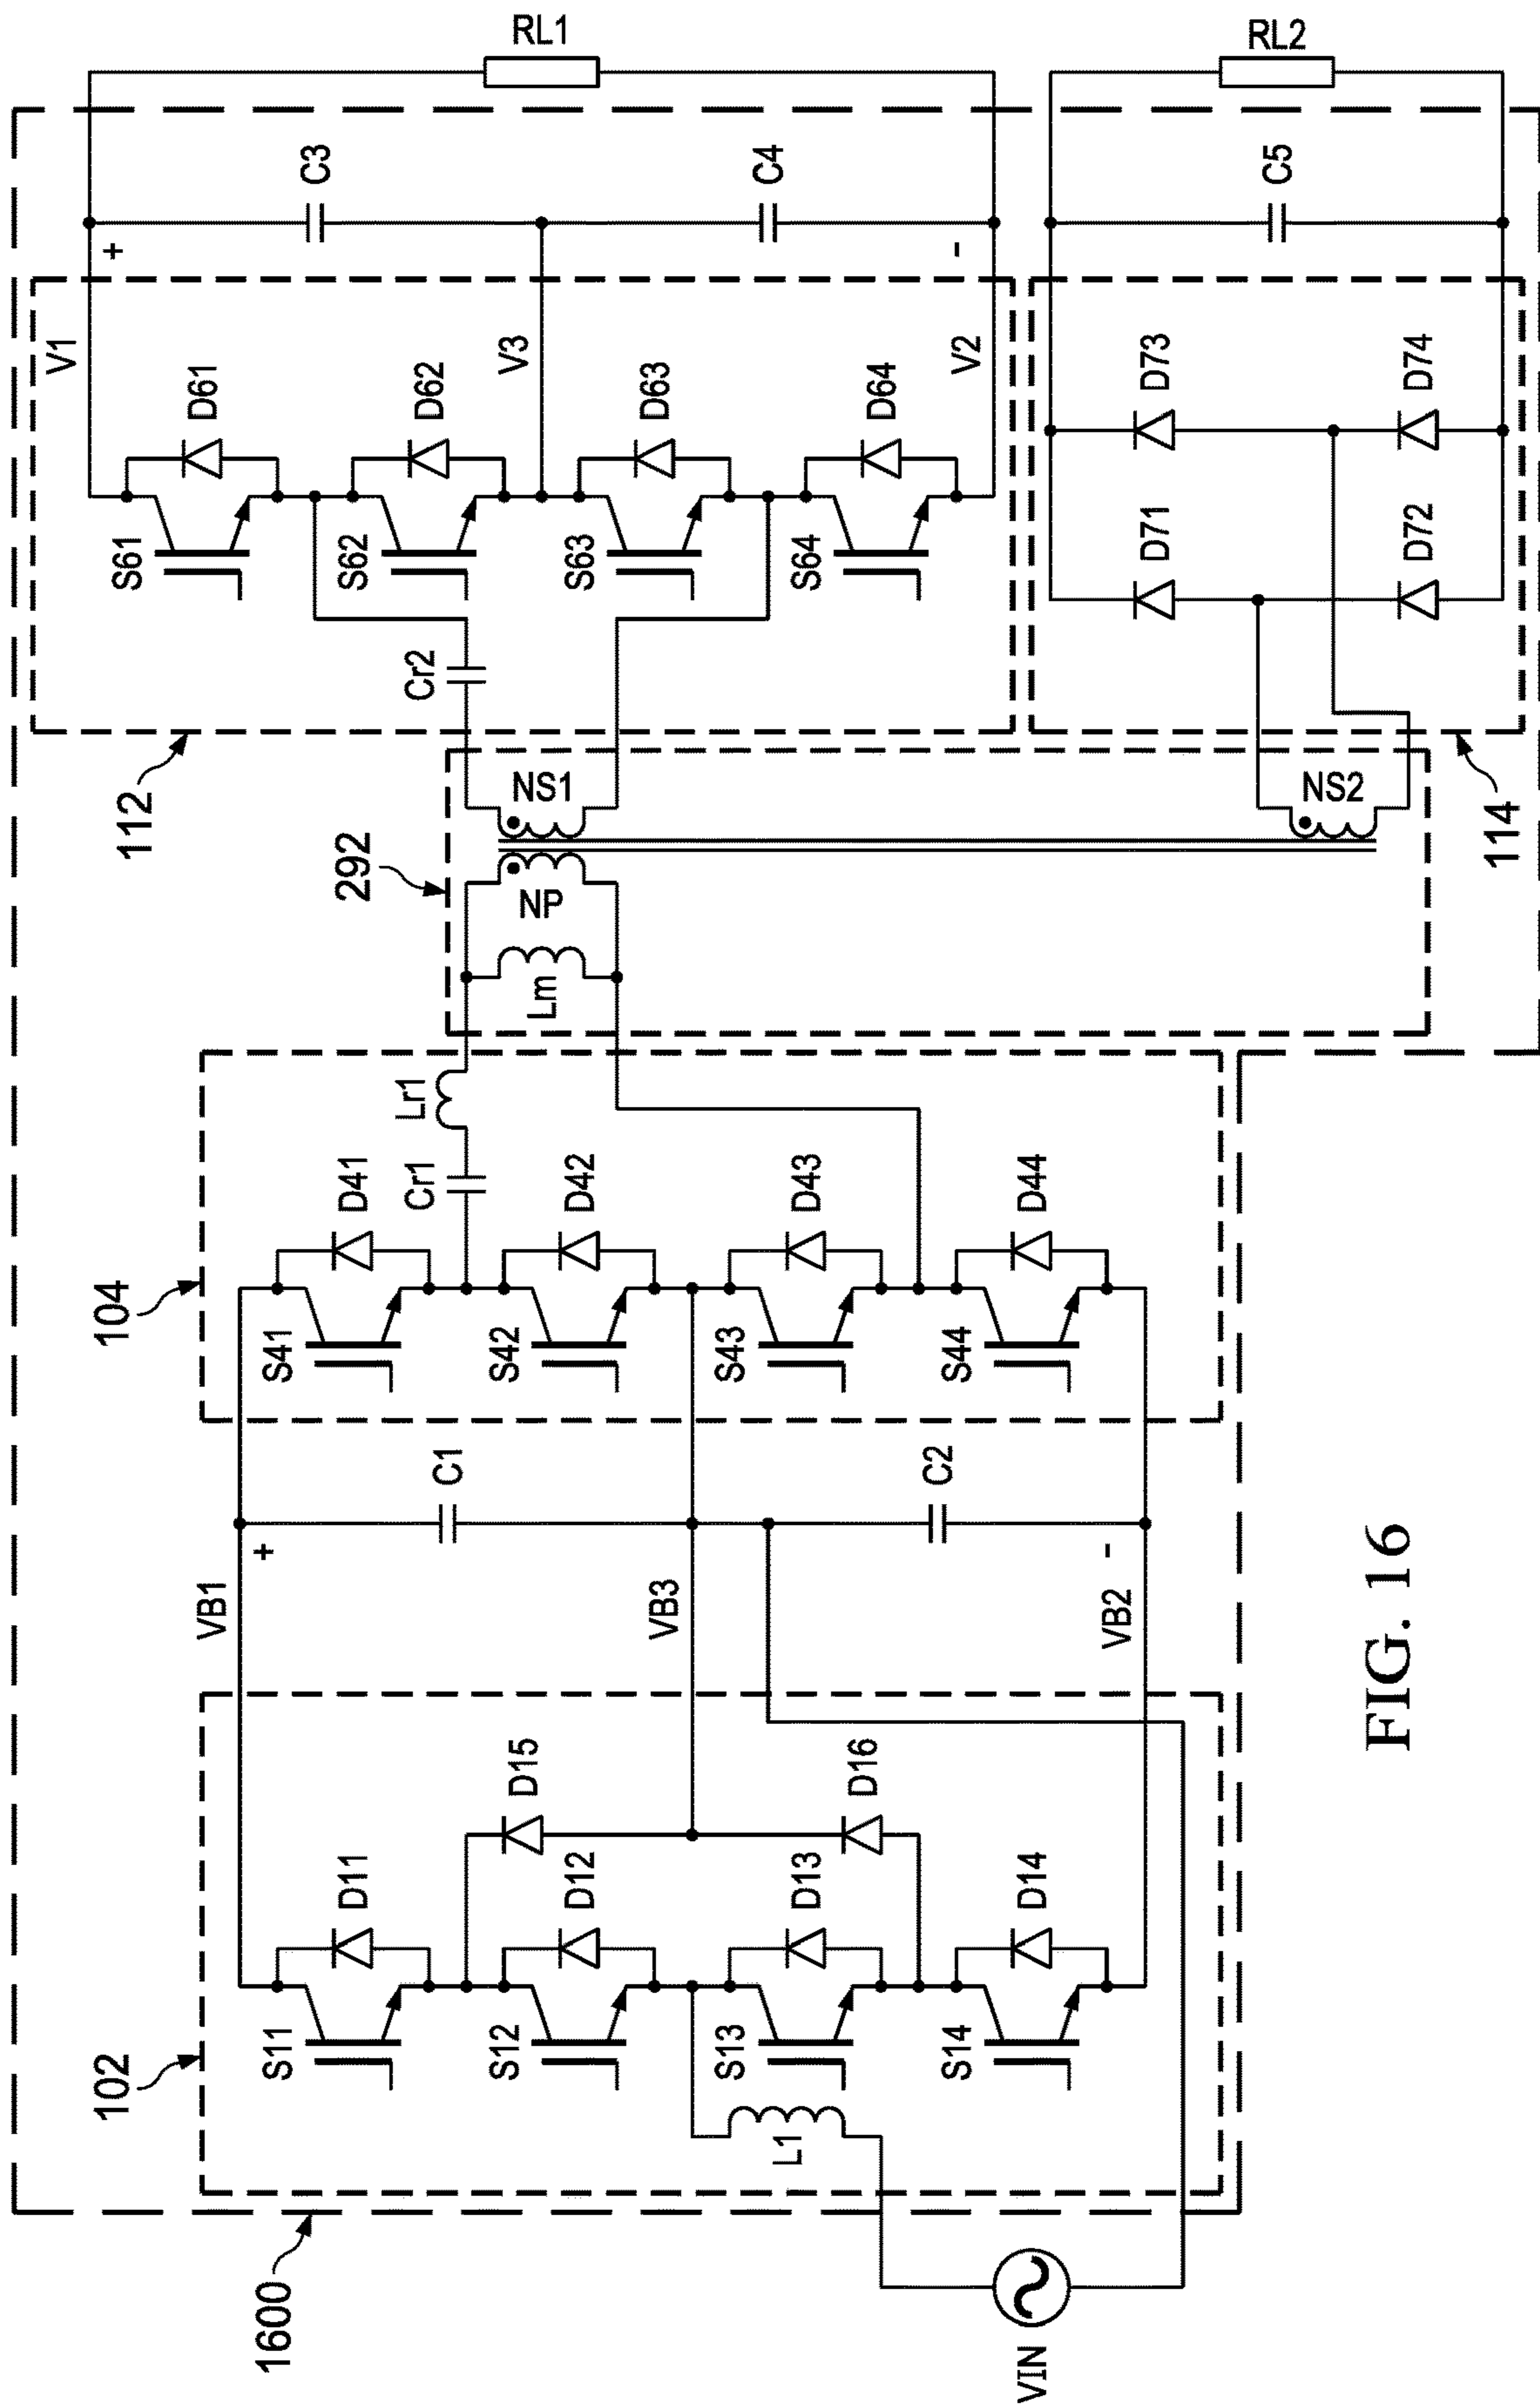 1600
VIN
102
L1
S11
D11
S12
D12
S13
D13
S14
D14
D15
D16
VB1
+
VB3
VB2
-
C1
C2
104
S41
D41
S42
D42
S43
D43
S44
D44
Cr1
Lr1
292
Lm
NP
NS1
NS2
112
Cr2
S61
D61
S62
D62
S63
D63
S64
D64
V1
+
V3
V2
-
C3
C4
RL1
114
D71
D72
D73
D74
C5
RL2
FIG. 16